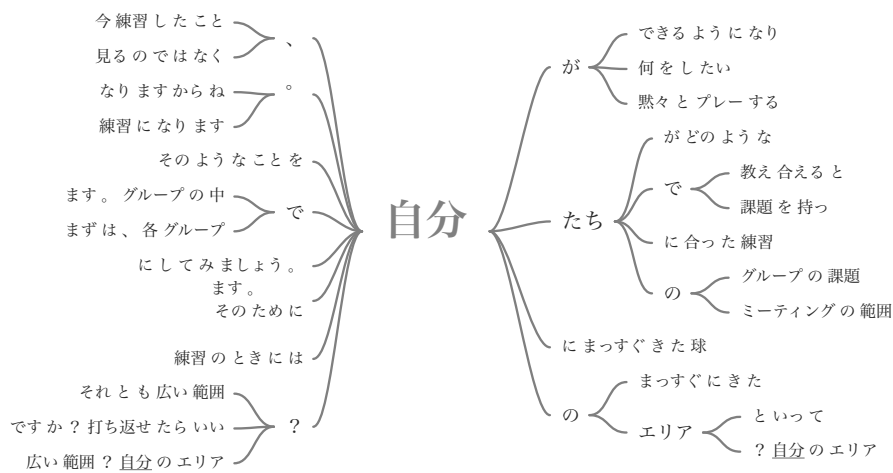 今 練習 し た こと
見る の で は なく
、
なり ます から ね
練習 に なり ます
。
その よう な こと を
ます 。 グループ の 中
まず は 、 各 グループ
で
に し て み ましょう 。
ます 。
その ため に
練習 の とき に は
それ と も 広い 範囲
です か ? 打ち返せ たら いい
広い 範囲 ? 自分 の エリア
?
自分
が
できる よう に なり
何 を し たい
黙々 と プレー する
たち
が どの よう な
で
教え 合える と
課題 を 持っ
に 合っ た 練習
の
グループ の 課題
ミーティング の 範囲
に まっすぐ き た 球
の
まっすぐ に き た
エリア
と いっ て
? 自分 の エリア